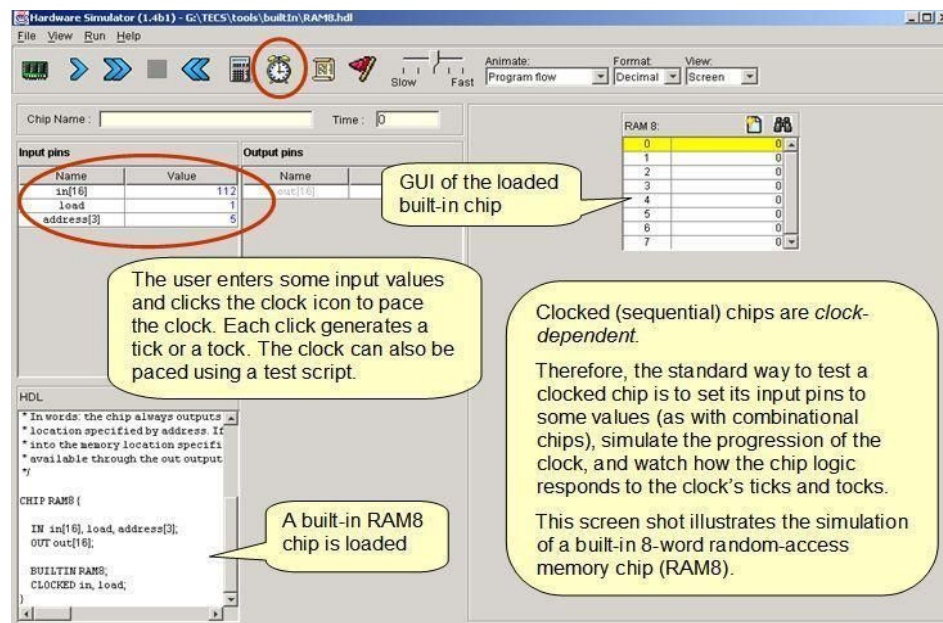 Hardware Simulator (1.4b1) - G:\TECS\tools\builtIn\RAM8.hdl
File View Run Help
Slow Fast
Animate: Format: View:
Program flow Decimal Screen
Chip Name : Time : 0
Input pins Output pins
Name Value Name
in[16] 112 out[16]
load 1
address[3] 5
RAM 8:
0 0
1 0
2 0
3 0
4 0
5 0
6 0
7 0
GUI of the loaded
built-in chip
The user enters some input values
and clicks the clock icon to pace
the clock. Each click generates a
tick or a tock. The clock can also be
paced using a test script.
Clocked (sequential) chips are clock-
dependent.
Therefore, the standard way to test a
clocked chip is to set its input pins to
some values (as with combinational
chips), simulate the progression of the
clock, and watch how the chip logic
responds to the clock's ticks and tocks.
This screen shot illustrates the simulation
of a built-in 8-word random-access
memory chip (RAM8).
HDL
* In words: the chip always outputs
* location specified by address. If
* into the memory location specifi
* available through the out output
*/
CHIP RAM8 {
IN in[16], load, address[3];
OUT out[16];
BUILTIN RAM8;
CLOCKED in, load;
}
A built-in RAM8
chip is loaded